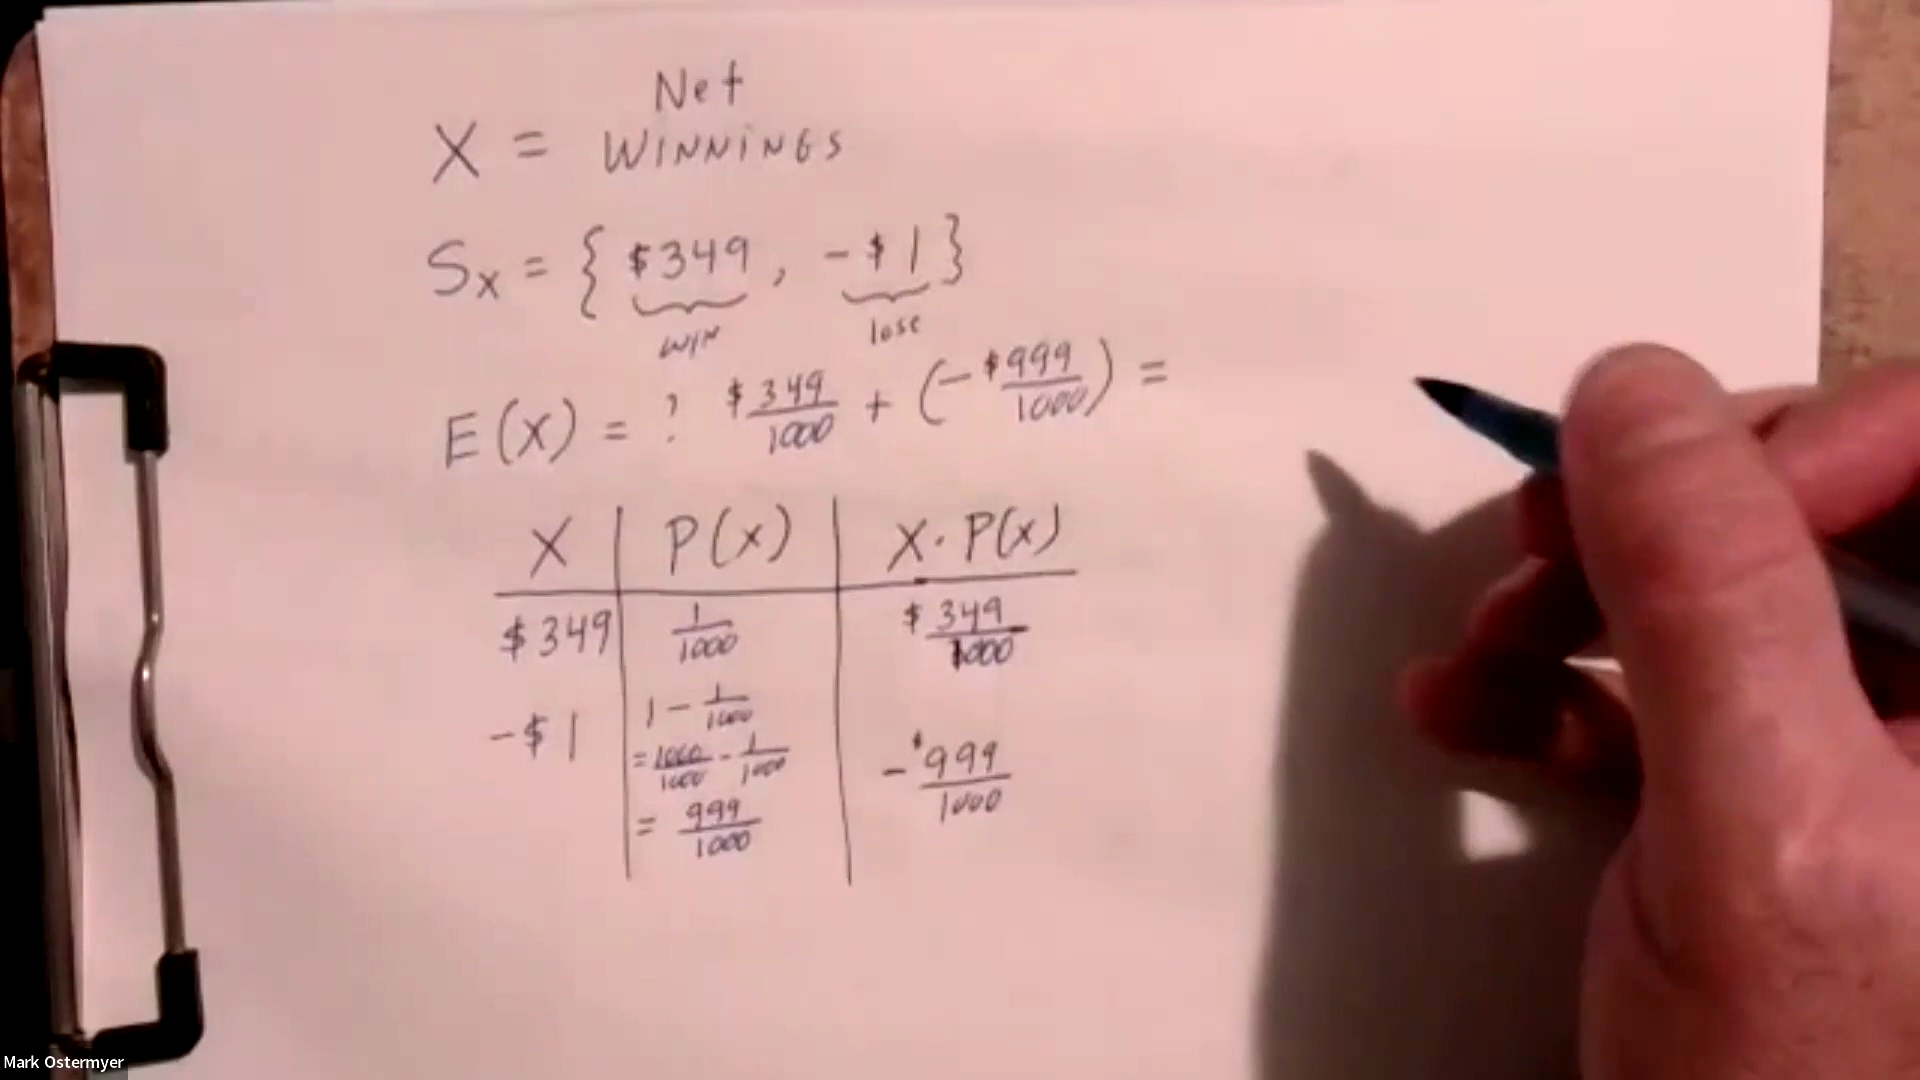 Net
X = WINNINGS
Sx = { $349 , -$1 }
win lose
E(X) = ? $349/1000 + (-$999/1000) =
X P(x) X·P(x)
$349 1/1000 $349/1000
-$1 1 - 1/1000
= 1000/1000 - 1/1000 -$999/1000
= 999/1000
Mark Ostermyer